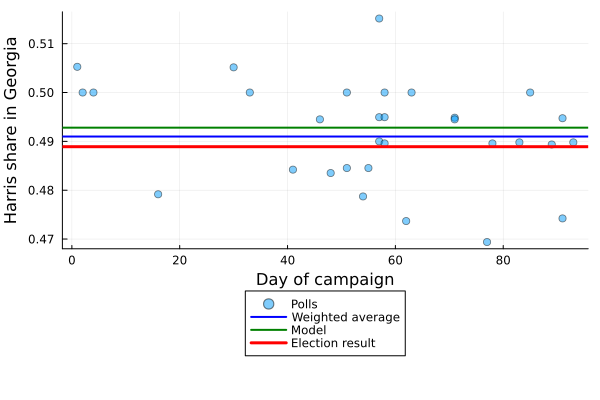 Harris share in Georgia
0.51
0.50
0.49
0.48
0.47
0
20
40
60
80
Day of campaign
Polls
Weighted average
Model
Election result